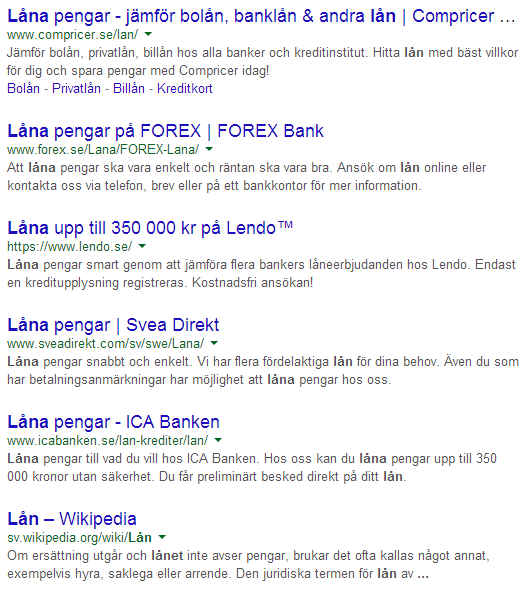 Låna pengar - jämför bolån, banklån & andra lån | Compricer ...
www.compricer.se/lan/
Jämför bolån, privatlån, billån hos alla banker och kreditinstitut. Hitta lån med bäst villkor
för dig och spara pengar med Compricer idag!
Bolån - Privatlån - Billån - Kreditkort
Låna pengar på FOREX | FOREX Bank
www.forex.se/Lana/FOREX-Lana/
Att låna pengar ska vara enkelt och räntan ska vara bra. Ansök om lån online eller
kontakta oss via telefon, brev eller på ett bankkontor för mer information.
Låna upp till 350 000 kr på Lendo™
https://www.lendo.se/
Låna pengar smart genom att jämföra flera bankers låneerbjudanden hos Lendo. Endast
en kreditupplysning registreras. Kostnadsfri ansökan!
Låna pengar | Svea Direkt
www.sveadirekt.com/sv/swe/Lana/
Låna pengar snabbt och enkelt. Vi har flera fördelaktiga lån för dina behov. Även du som
har betalningsanmärkningar har möjlighet att låna pengar hos oss.
Låna pengar - ICA Banken
www.icabanken.se/lan-krediter/lan/
Låna pengar till vad du vill hos ICA Banken. Hos oss kan du låna pengar upp till 350
000 kronor utan säkerhet. Du får preliminärt besked direkt på ditt lån.
Lån – Wikipedia
sv.wikipedia.org/wiki/Lån
Om ersättning utgår och lånet inte avser pengar, brukar det ofta kallas något annat,
exempelvis hyra, saklega eller arrende. Den juridiska termen för lån av ...